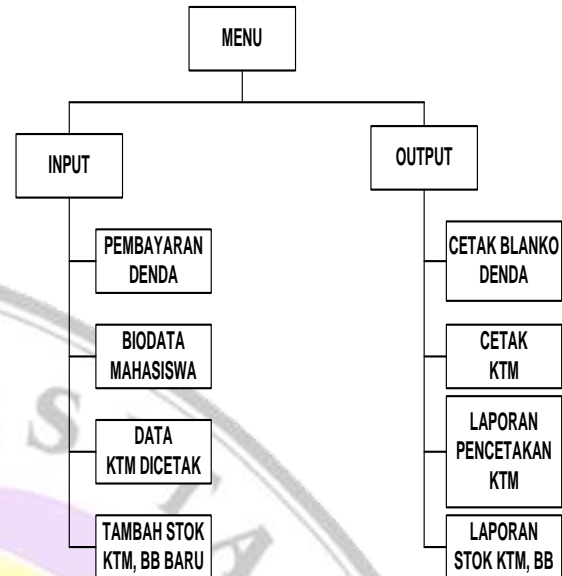 MENU
INPUT
OUTPUT
PEMBAYARAN
DENDA
BIODATA
MAHASISWA
DATA
KTM DICETAK
TAMBAH STOK
KTM, BB BARU
CETAK BLANKO
DENDA
CETAK
KTM
LAPORAN
PENCETAKAN
KTM
LAPORAN
STOK KTM, BB